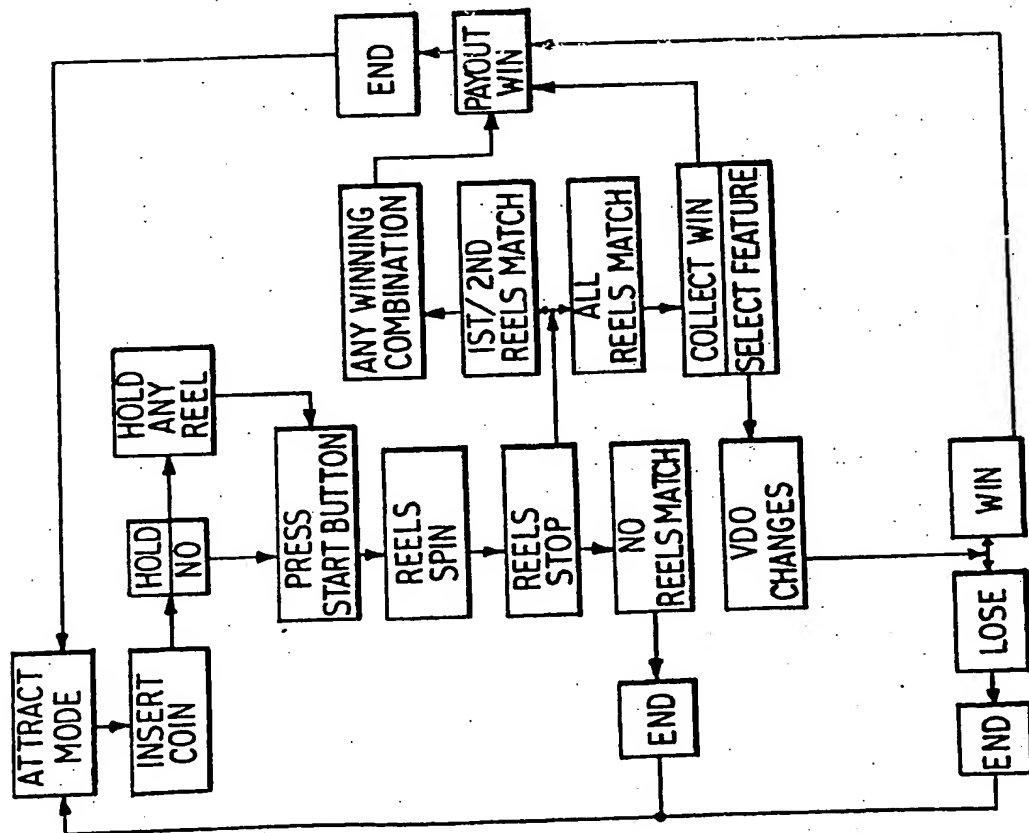 ATTRACT
MODE
INSERT
COIN
HOLD
NO
HOLD
ANY
REEL
PRESS
START BUTTON
REELS
SPIN
REELS
STOP
NO
REELS MATCH
END
ANY WINNING
COMBINATION
1ST/2ND
REELS MATCH
ALL
REELS MATCH
COLLECT WIN
SELECT FEATURE
PAYOUT
WIN
END
VDO
CHANGES
WIN
LOSE
END